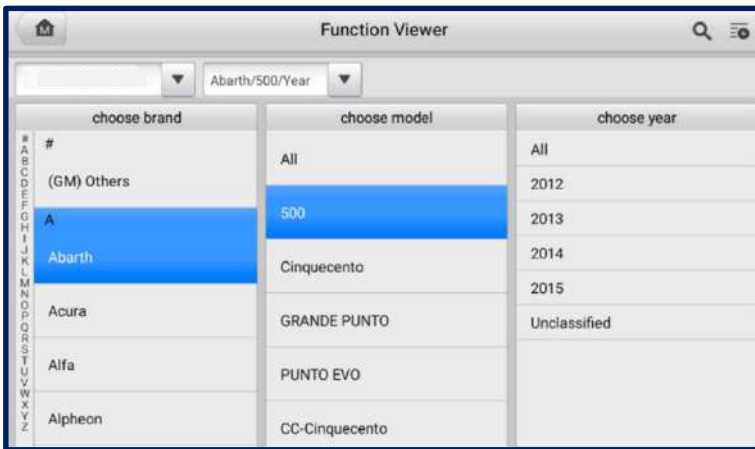 M
Function Viewer
Abarth/500/Year
choose brand
#
A
B
C
D
E
F
G
H
I
J
K
L
M
N
O
P
Q
R
S
T
U
V
W
X
Y
Z
#
(GM) Others
A
Abarth
Acura
Alfa
Alpheon
choose model
All
500
Cinquecento
GRANDE PUNTO
PUNTO EVO
CC-Cinquecento
choose year
All
2012
2013
2014
2015
Unclassified